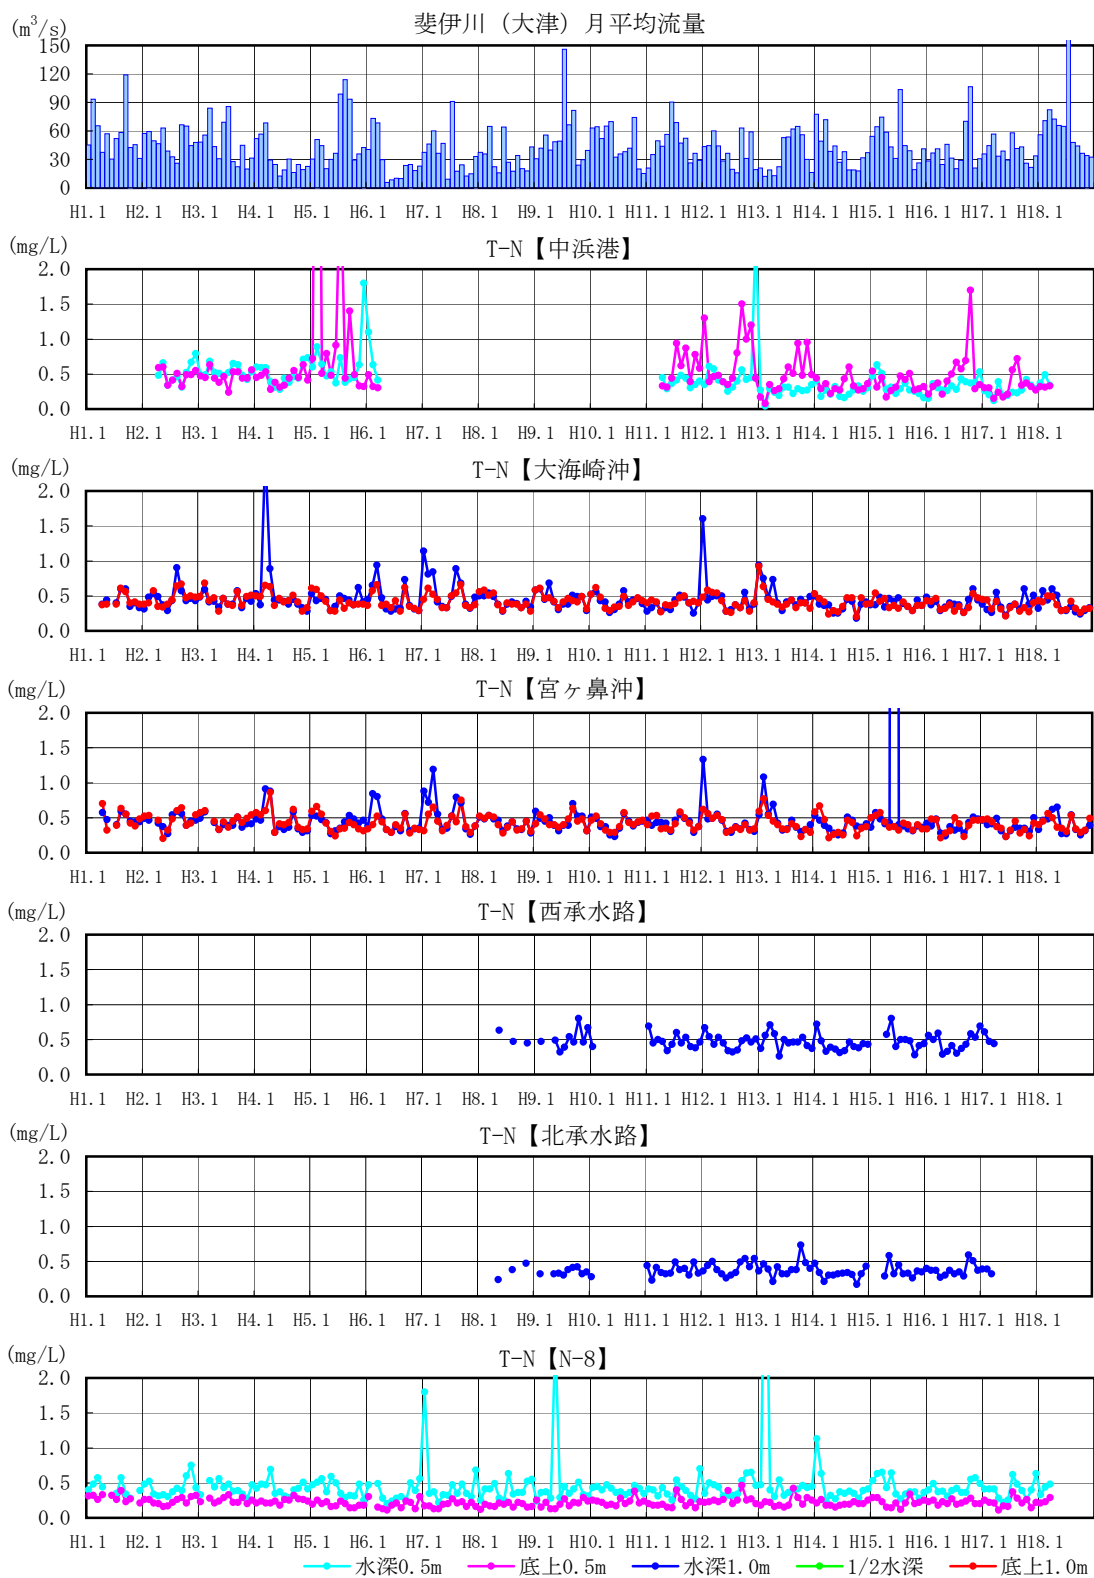 斐伊川（大津）月平均流量
(m³/s)
150
120
90
60
30
0
H1.1 H2.1 H3.1 H4.1 H5.1 H6.1 H7.1 H8.1 H9.1 H10.1 H11.1 H12.1 H13.1 H14.1 H15.1 H16.1 H17.1 H18.1
(mg/L)
T-N【中浜港】
2.0
1.5
1.0
0.5
0.0
H1.1 H2.1 H3.1 H4.1 H5.1 H6.1 H7.1 H8.1 H9.1 H10.1 H11.1 H12.1 H13.1 H14.1 H15.1 H16.1 H17.1 H18.1
(mg/L)
T-N【大海崎沖】
2.0
1.5
1.0
0.5
0.0
H1.1 H2.1 H3.1 H4.1 H5.1 H6.1 H7.1 H8.1 H9.1 H10.1 H11.1 H12.1 H13.1 H14.1 H15.1 H16.1 H17.1 H18.1
(mg/L)
T-N【宮ヶ鼻沖】
2.0
1.5
1.0
0.5
0.0
H1.1 H2.1 H3.1 H4.1 H5.1 H6.1 H7.1 H8.1 H9.1 H10.1 H11.1 H12.1 H13.1 H14.1 H15.1 H16.1 H17.1 H18.1
(mg/L)
T-N【西承水路】
2.0
1.5
1.0
0.5
0.0
H1.1 H2.1 H3.1 H4.1 H5.1 H6.1 H7.1 H8.1 H9.1 H10.1 H11.1 H12.1 H13.1 H14.1 H15.1 H16.1 H17.1 H18.1
(mg/L)
T-N【北承水路】
2.0
1.5
1.0
0.5
0.0
H1.1 H2.1 H3.1 H4.1 H5.1 H6.1 H7.1 H8.1 H9.1 H10.1 H11.1 H12.1 H13.1 H14.1 H15.1 H16.1 H17.1 H18.1
(mg/L)
T-N【N-8】
2.0
1.5
1.0
0.5
0.0
H1.1 H2.1 H3.1 H4.1 H5.1 H6.1 H7.1 H8.1 H9.1 H10.1 H11.1 H12.1 H13.1 H14.1 H15.1 H16.1 H17.1 H18.1
水深0.5m 底上0.5m 水深1.0m 1/2水深 底上1.0m